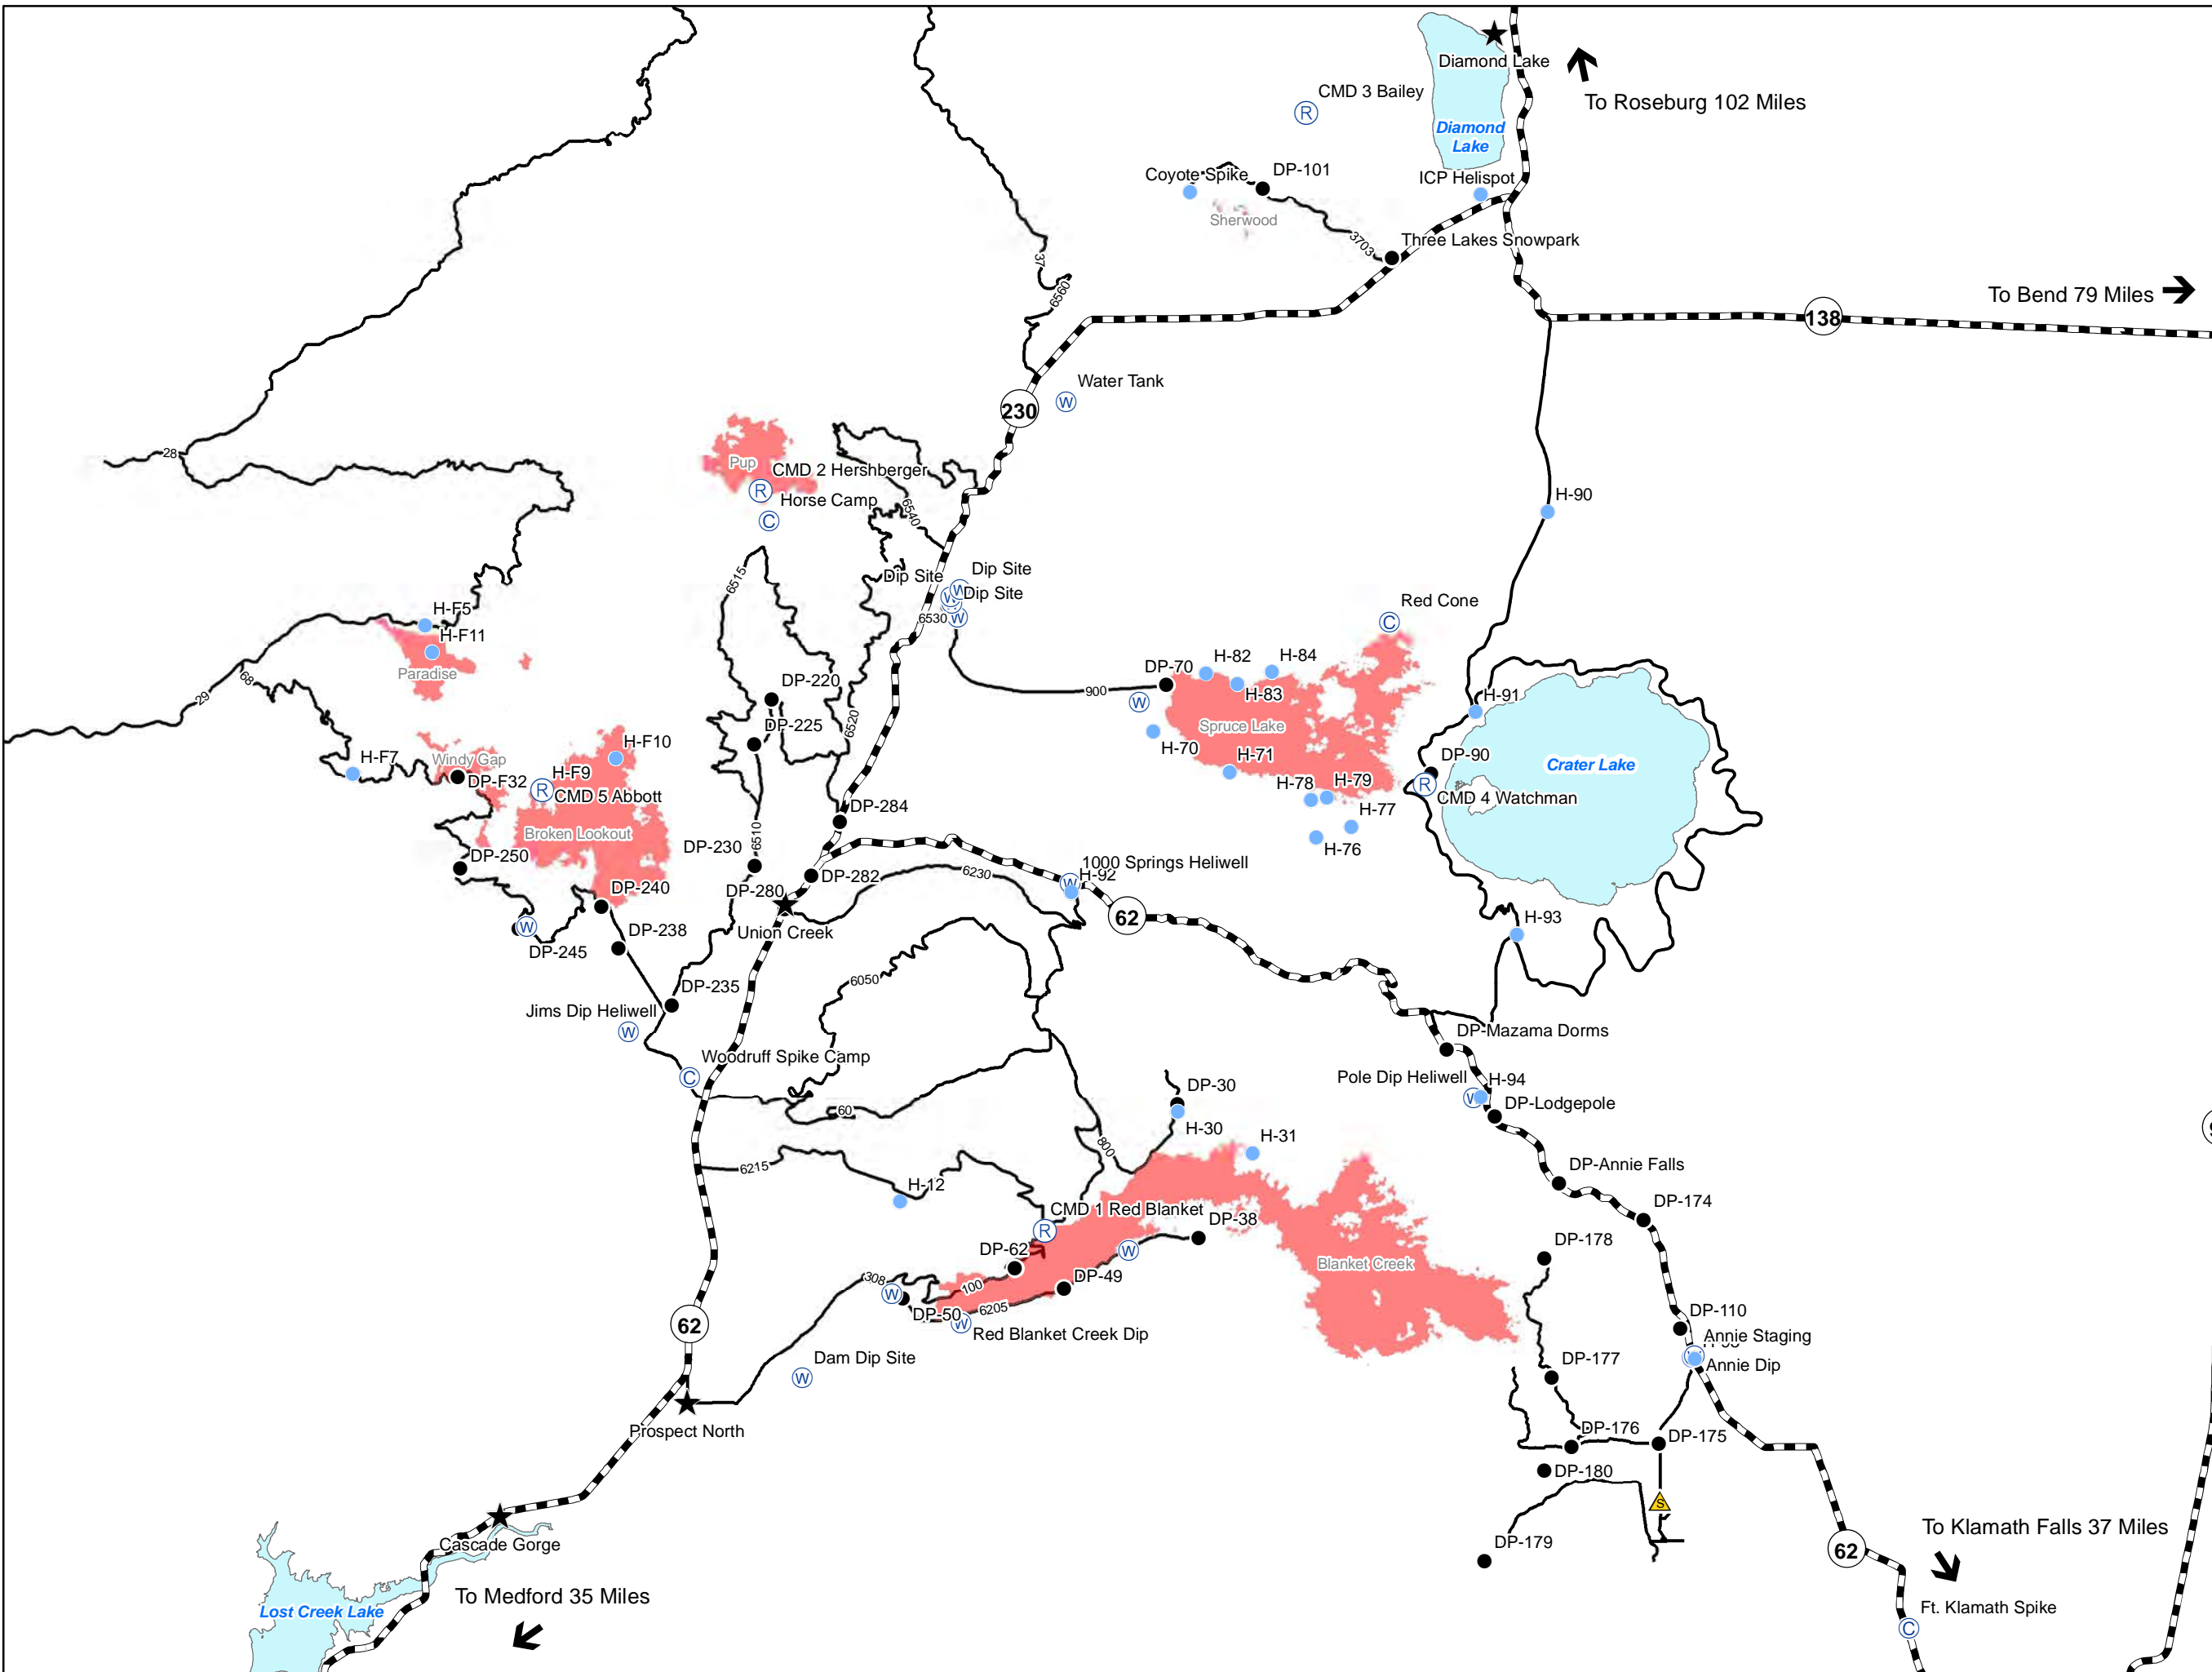 Diamond Lake
To Roseburg 102 Miles
CMD 3 Bailey
R
Diamond
Lake
Coyote Spike
DP-101
ICP Helispot
Sherwood
3703
Three Lakes Snowpark
37
6560
To Bend 79 Miles
138
Water Tank
W
230
28
Pup
CMD 2 Hershberger
R
Horse Camp
C
6540
H-90
6515
Dip Site
Dip Site
W
W
Dip Site
6530
W
Red Cone
C
H-F5
H-F11
Paradise
68
29
DP-220
DP-225
6520
DP-70
H-82
H-84
H-83
900
W
H-70
Spruce Lake
H-71
H-78
H-79
H-77
H-76
H-91
DP-90
R
CMD 4 Watchman
Crater Lake
H-F7
Windy Gap
DP-F32
H-F10
H-F9
R
CMD 5 Abbott
Broken Lookout
DP-284
6510
DP-230
DP-250
DP-282
DP-280
6230
1000 Springs Heliwell
W
H-92
DP-240
62
Union Creek
H-93
W
DP-245
DP-238
6050
DP-235
Jims Dip Heliwell
W
DP-Mazama Dorms
Woodruff Spike Camp
C
Pole Dip Heliwell
W
H-94
DP-Lodgepole
60
DP-30
H-30
800
H-31
6215
DP-Annie Falls
H-12
DP-174
CMD 1 Red Blanket
R
DP-38
DP-62
W
DP-178
Blanket Creek
308
W
100
DP-49
DP-50
6205
W
Red Blanket Creek Dip
DP-110
Annie Staging
Annie Dip
62
Dam Dip Site
W
DP-177
Prospect North
DP-176
DP-175
DP-180
S
Cascade Gorge
DP-179
To Klamath Falls 37 Miles
62
To Medford 35 Miles
Lost Creek Lake
Ft. Klamath Spike
C